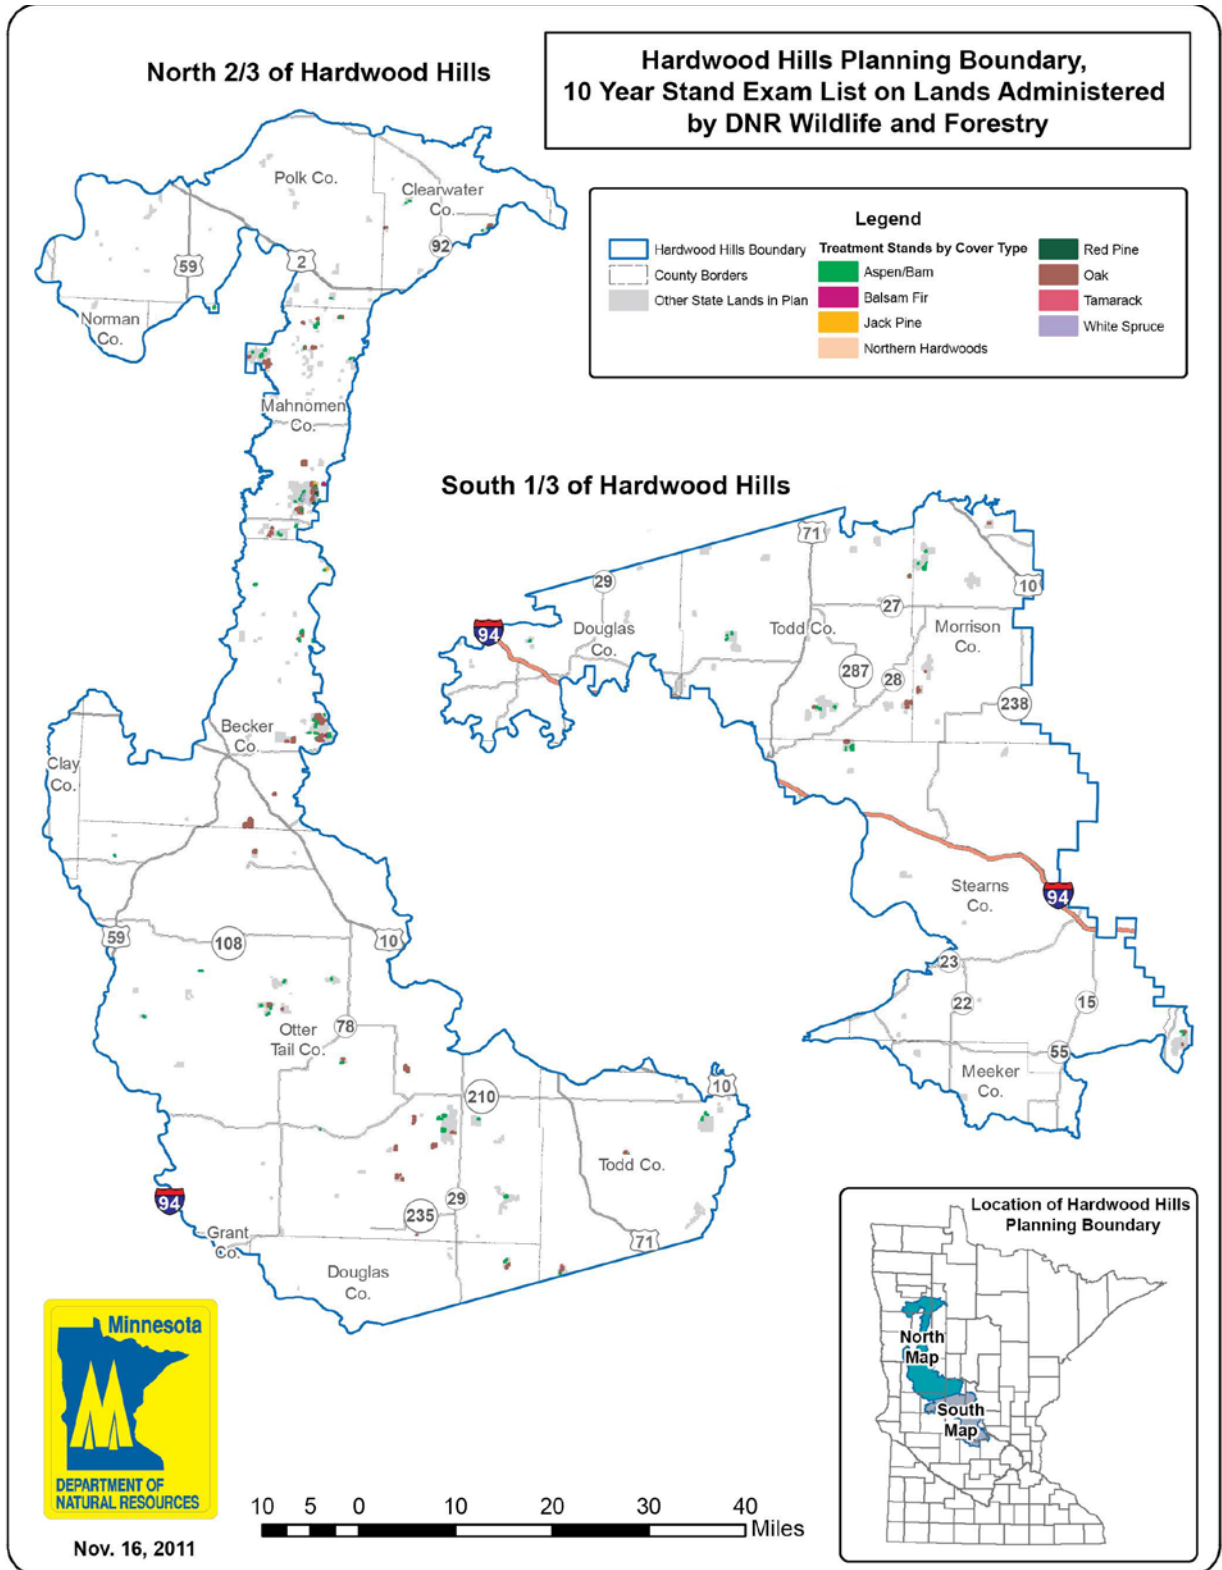 North 2/3 of Hardwood Hills
Hardwood Hills Planning Boundary,
10 Year Stand Exam List on Lands Administered
by DNR Wildlife and Forestry
Legend
Hardwood Hills Boundary
County Borders
Other State Lands in Plan
Treatment Stands by Cover Type
Aspen/Bam
Balsam Fir
Jack Pine
Northern Hardwoods
Red Pine
Oak
Tamarack
White Spruce
Polk Co.
Clearwater
Co.
92
59
2
Norman
Co.
Mahnomen
Co.
Becker
Co.
Clay
Co.
59
108
10
Otter
Tail Co.
78
210
10
Todd Co.
94
235
29
71
Grant
Co.
Douglas
Co.
South 1/3 of Hardwood Hills
71
29
10
27
94
Douglas
Co.
Todd Co.
Morrison
Co.
287
28
238
Stearns
Co.
94
23
22
15
55
Meeker
Co.
Location of Hardwood Hills
Planning Boundary
North
Map
South
Map
Minnesota
DEPARTMENT OF
NATURAL RESOURCES
Nov. 16, 2011
10 5 0 10 20 30 40
Miles